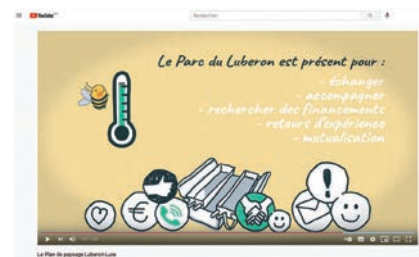 YouTube
Rechercher
Le Parc du Luberon est présent pour :
- échanger
- accompagner
- rechercher des financements
- retours d'expérience
- mutualisation
Le Plan de paysage Luberon-Lure